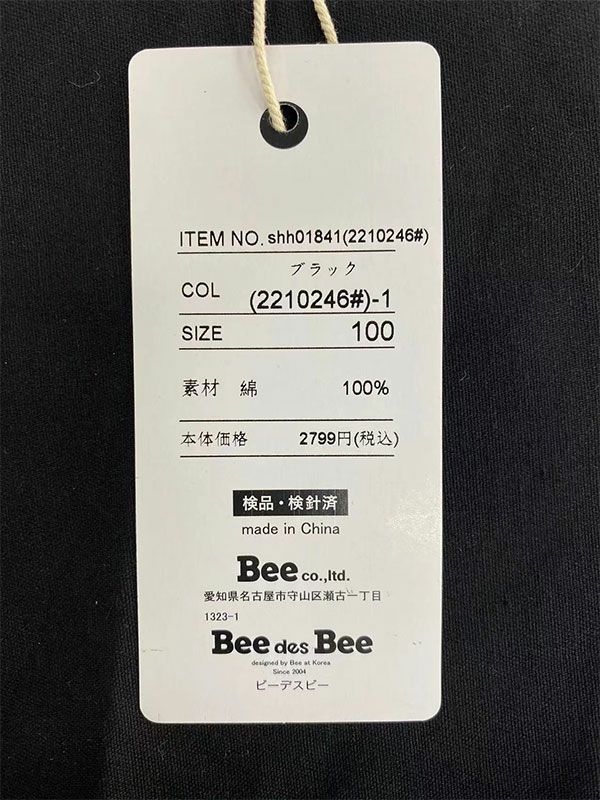 ITEM NO. shh01841(2210246#)
ブラック
COL (2210246#)-1
SIZE 100
素材 綿 100%
本体価格 2799円(税込)
検品・検針済
made in China
Bee co.,ltd.
愛知県名古屋市守山区瀬古一丁目
1323-1
Bee des Bee
designed by Bee at Korea
Since 2004
ビーデスビー